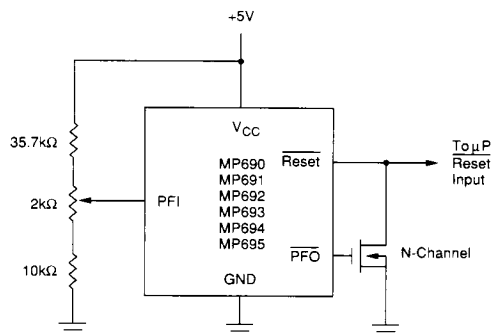 +5V
35.7kΩ
2kΩ
10kΩ
VCC
MP690
MP691
MP692
MP693
MP694
MP695
Reset
PFI
PFO
GND
To μP
Reset
Input
N-Channel